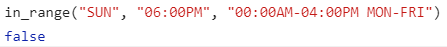 in_range("SUN", "06:00PM", "00:00AM-04:00PM MON-FRI")
false